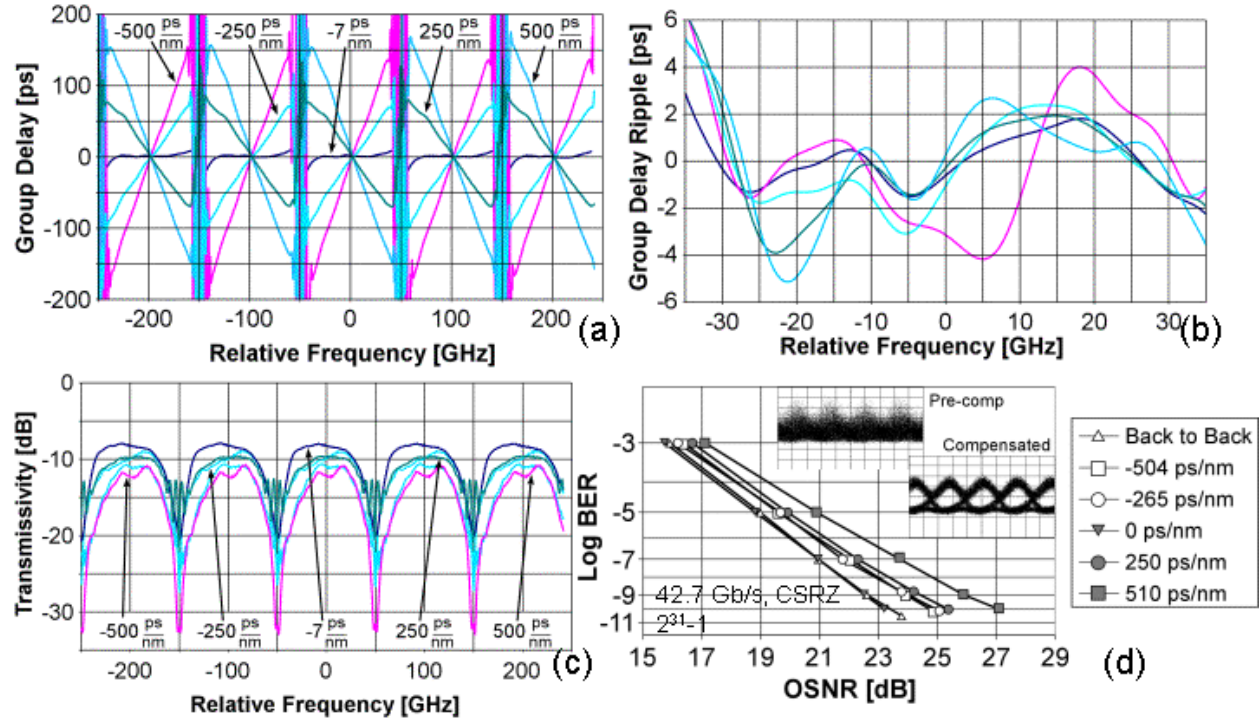 200
100
0
-100
-200
Group Delay [ps]
-500 ps/nm
-250 ps/nm
-7 ps/nm
250 ps/nm
500 ps/nm
-200
-100
0
100
200
(a)
Relative Frequency [GHz]
6
4
2
0
-2
-4
-6
Group Delay Ripple [ps]
-30
-20
-10
0
10
20
30
(b)
Relative Frequency [GHz]
0
-10
-20
-30
Transmissivity [dB]
-500 ps/nm
-250 ps/nm
-7 ps/nm
250 ps/nm
500 ps/nm
-200
-100
0
100
200
(c)
Relative Frequency [GHz]
-3
-5
-7
-9
-11
Log BER
Pre-comp
Compensated
42.7 Gb/s, CSRZ
2³¹-1
15
17
19
21
23
25
27
29
(d)
OSNR [dB]
Back to Back
-504 ps/nm
-265 ps/nm
0 ps/nm
250 ps/nm
510 ps/nm